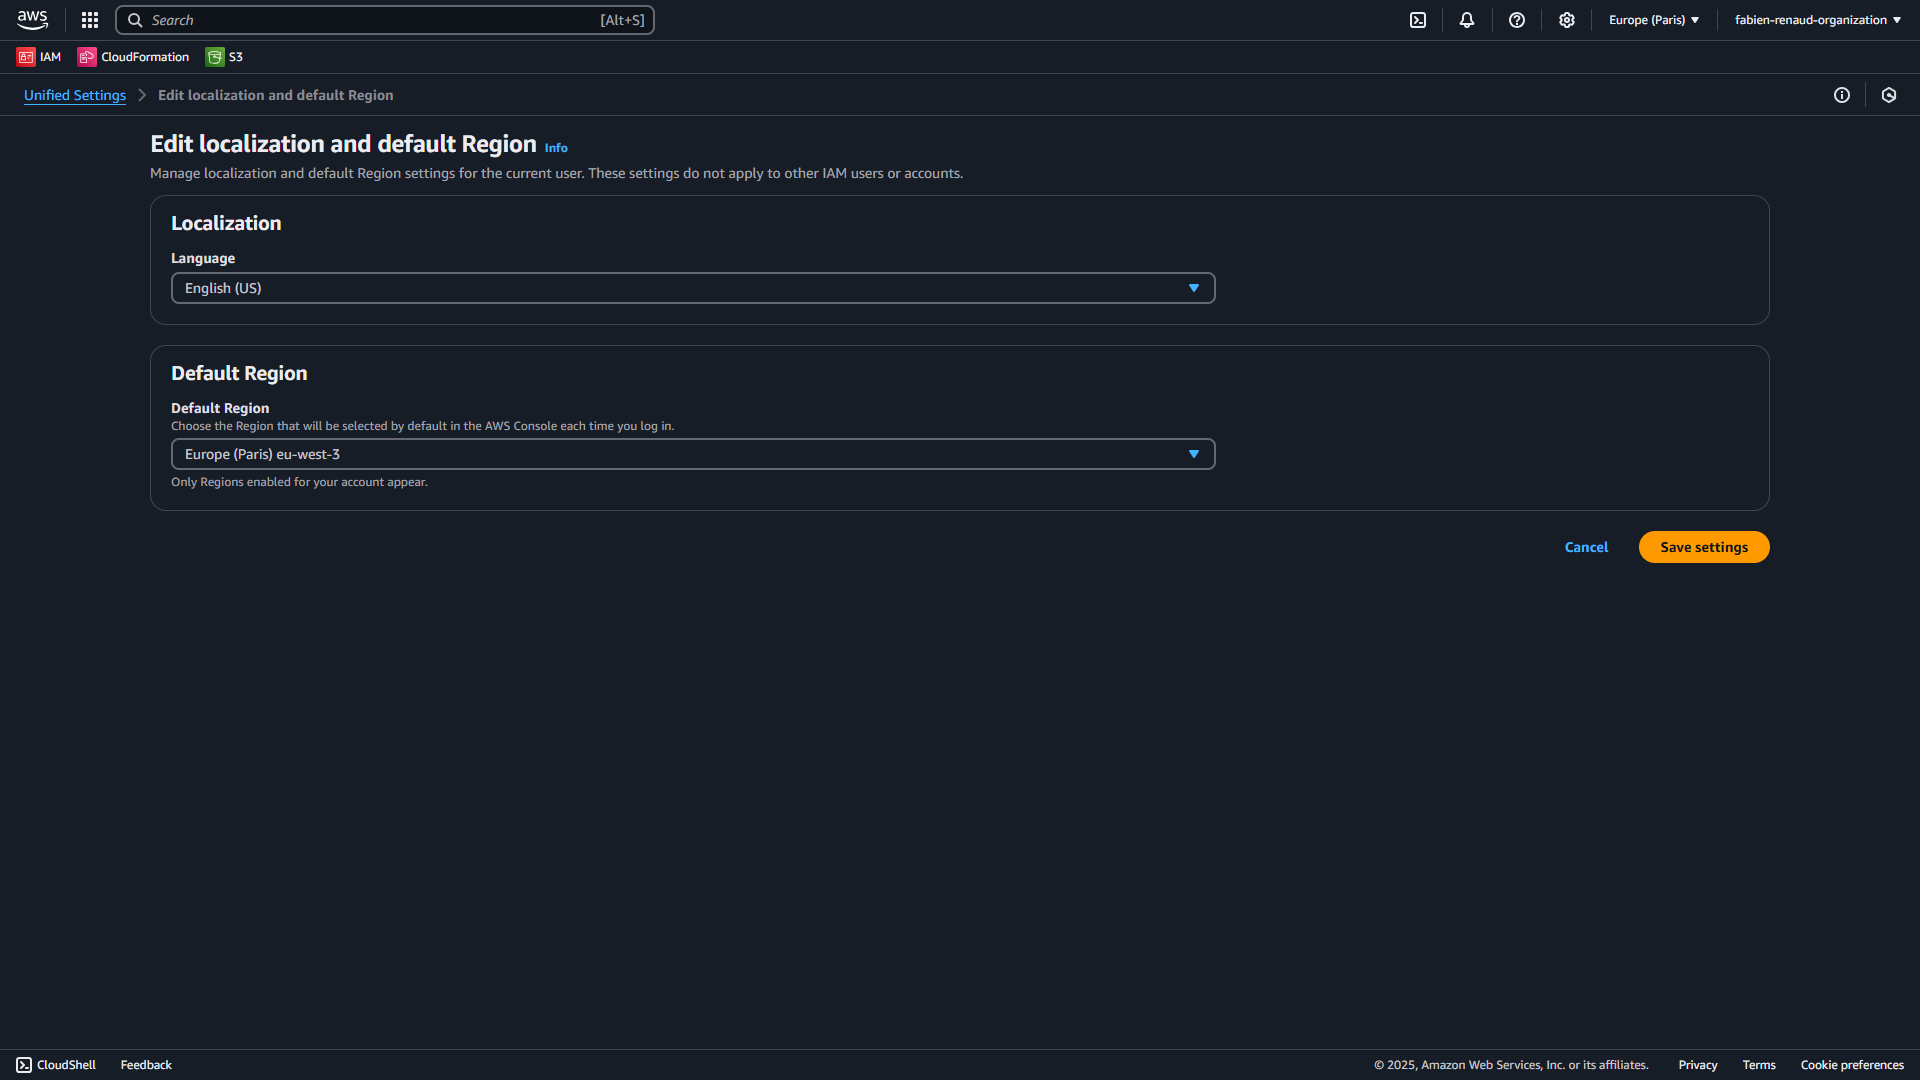 aws
Search [Alt+S]
Europe (Paris)
fabien-renaud-organization
IAM
CloudFormation
S3
Unified Settings
Edit localization and default Region
Edit localization and default Region Info
Manage localization and default Region settings for the current user. These settings do not apply to other IAM users or accounts.
Localization
Language
English (US)
Default Region
Default Region
Choose the Region that will be selected by default in the AWS Console each time you log in.
Europe (Paris) eu-west-3
Only Regions enabled for your account appear.
Cancel
Save settings
CloudShell
Feedback
© 2025, Amazon Web Services, Inc. or its affiliates.
Privacy
Terms
Cookie preferences